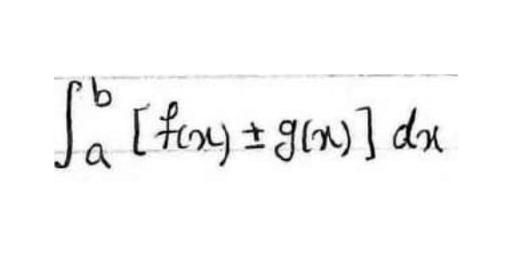 ∫ₐᵇ [f(x) ± g(x)] dx